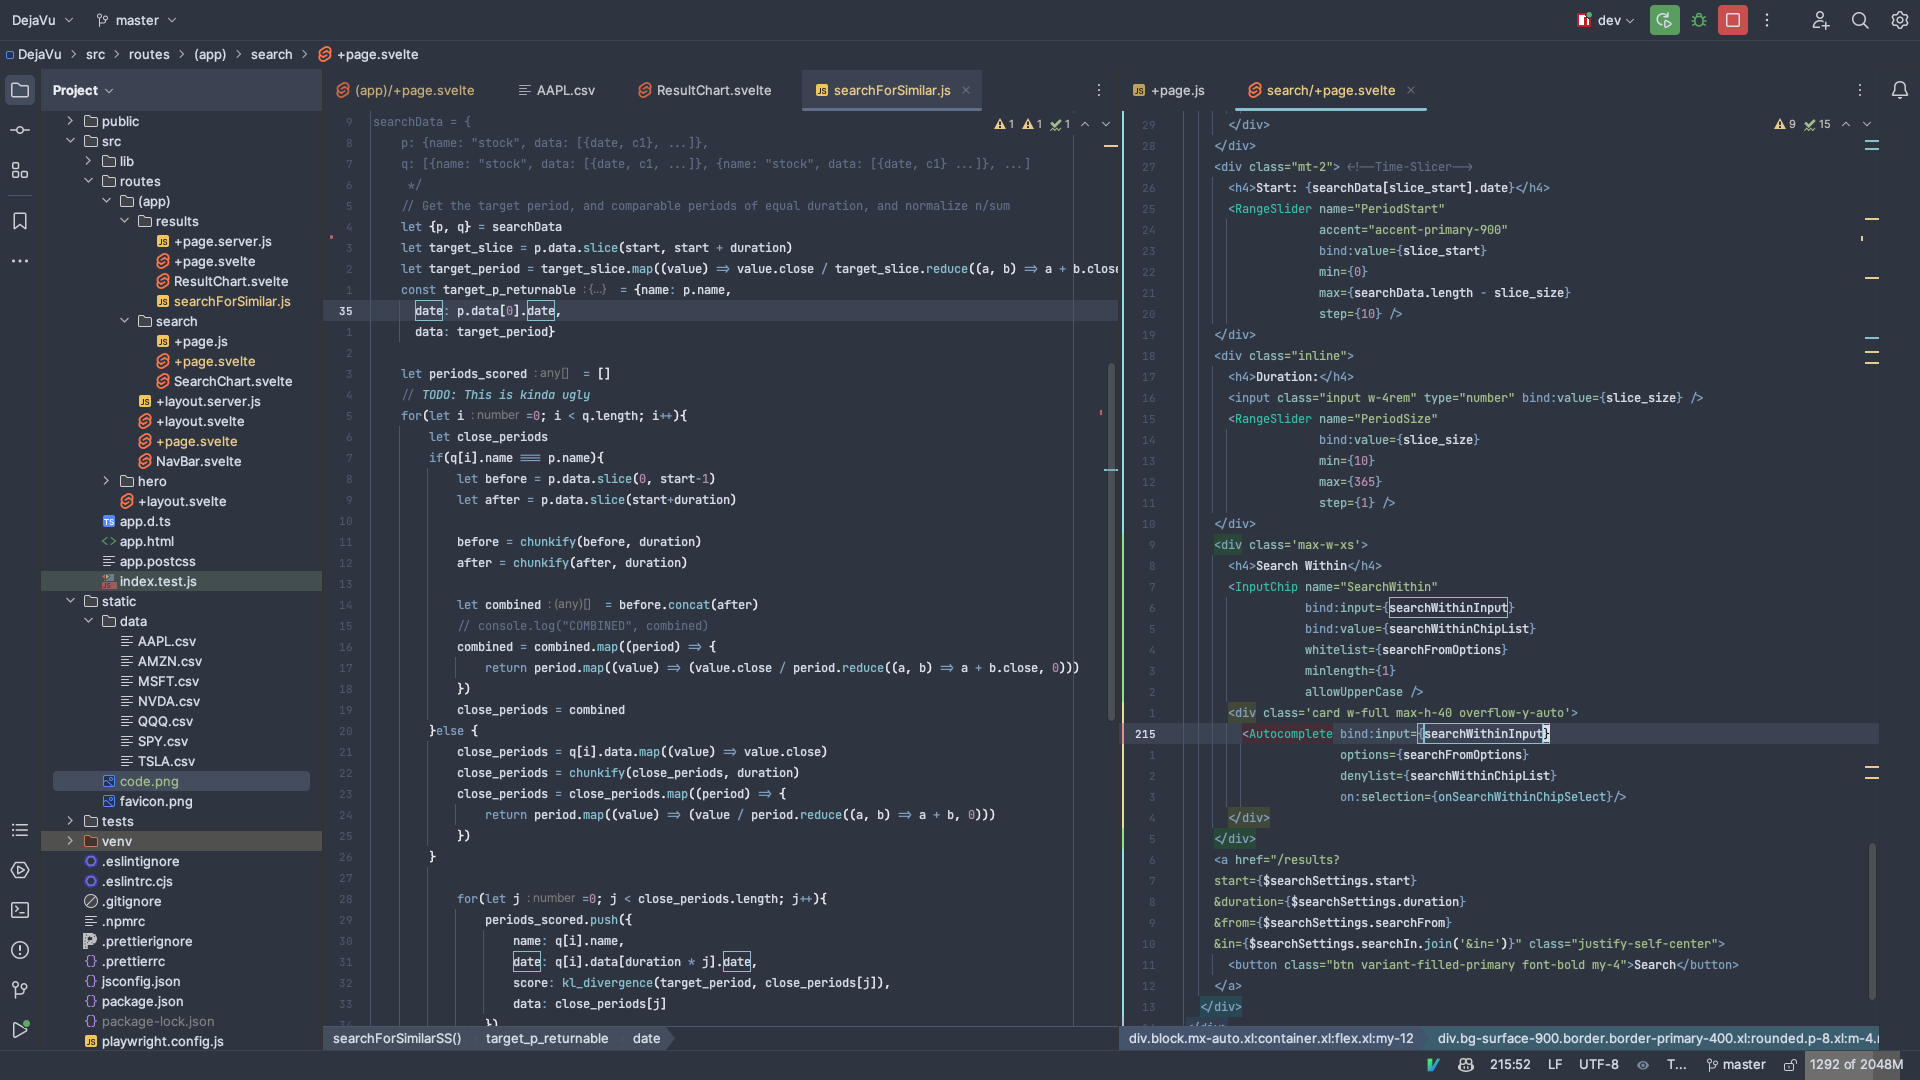 DejaVu
master
dev
DejaVu > src > routes > (app) > search > +page.svelte
Project
public
src
lib
routes
(app)
results
+page.server.js
+page.svelte
ResultChart.svelte
searchForSimilar.js
search
+page.js
+page.svelte
SearchChart.svelte
+layout.server.js
+layout.svelte
+page.svelte
NavBar.svelte
hero
+layout.svelte
app.d.ts
app.html
app.postcss
index.test.js
static
data
AAPL.csv
AMZN.csv
MSFT.csv
NVDA.csv
QQQ.csv
SPY.csv
TSLA.csv
code.png
favicon.png
tests
venv
.eslintignore
.eslintrc.cjs
.gitignore
.npmrc
.prettierignore
.prettierrc
jsconfig.json
package.json
package-lock.json
playwright.config.js
(app)/+page.svelte
AAPL.csv
ResultChart.svelte
searchForSimilar.js
1 1 1
9 searchData = {
8 p: {name: "stock", data: [{date, c1}, ...]},
7 q: [{name: "stock", data: [{date, c1, ...]}, {name: "stock", data: [{date, c1} ...]}, ...]
6 */
5 // Get the target period, and comparable periods of equal duration, and normalize n/sum
4 let {p, q} = searchData
3 let target_slice = p.data.slice(start, start + duration)
2 let target_period = target_slice.map((value) => value.close / target_slice.reduce((a, b) => a + b.close
1 const target_p_returnable : {...} = {name: p.name,
35 date: p.data[0].date,
1 data: target_period}
2
3 let periods_scored : any[] = []
4 // TODO: This is kinda ugly
5 for(let i : number =0; i < q.length; i++){
6 let close_periods
7 if(q[i].name === p.name){
8 let before = p.data.slice(0, start-1)
9 let after = p.data.slice(start+duration)
10
11 before = chunkify(before, duration)
12 after = chunkify(after, duration)
13
14 let combined : (any)[] = before.concat(after)
15 // console.log("COMBINED", combined)
16 combined = combined.map((period) => {
17 return period.map((value) => (value.close / period.reduce((a, b) => a + b.close, 0)))
18 })
19 close_periods = combined
20 }else {
21 close_periods = q[i].data.map((value) => value.close)
22 close_periods = chunkify(close_periods, duration)
23 close_periods = close_periods.map((period) => {
24 return period.map((value) => (value / period.reduce((a, b) => a + b, 0)))
25 })
26 }
27
28 for(let j : number =0; j < close_periods.length; j++){
29 periods_scored.push({
30 name: q[i].name,
31 date: q[i].data[duration * j].date,
32 score: kl_divergence(target_period, close_periods[j]),
33 data: close_periods[j]
34 })
searchForSimilarSS() target_p_returnable date
+page.js
search/+page.svelte
9 15
29 </div>
28 </div>
27 <div class="mt-2"> <!--Time-Slicer-->
26 <h4>Start: {searchData[slice_start].date}</h4>
25 <RangeSlider name="PeriodStart"
24 accent="accent-primary-900"
23 bind:value={slice_start}
22 min={0}
21 max={searchData.length - slice_size}
20 step={10} />
19 </div>
18 <div class="inline">
17 <h4>Duration:</h4>
16 <input class="input w-4rem" type="number" bind:value={slice_size} />
15 <RangeSlider name="PeriodSize"
14 bind:value={slice_size}
13 min={10}
12 max={365}
11 step={1} />
10 </div>
9 <div class='max-w-xs'>
8 <h4>Search Within</h4>
7 <InputChip name="SearchWithin"
6 bind:input={searchWithinInput}
5 bind:value={searchWithinChipList}
4 whitelist={searchFromOptions}
3 minlength={1}
2 allowUpperCase />
1 <div class='card w-full max-h-40 overflow-y-auto'>
215 <Autocomplete bind:input={searchWithinInput}
1 options={searchFromOptions}
2 denylist={searchWithinChipList}
3 on:selection={onSearchWithinChipSelect}/>
4 </div>
5 </div>
6 <a href="/results?
7 start={$searchSettings.start}
8 &duration={$searchSettings.duration}
9 &from={$searchSettings.searchFrom}
10 &in={$searchSettings.searchIn.join('&in=')}" class="justify-self-center">
11 <button class="btn variant-filled-primary font-bold my-4">Search</button>
12 </a>
13 </div>
div.block.mx-auto.xl:container.xl:flex.xl:my-12 div.bg-surface-900.border.border-primary-400.xl:rounded.p-8.xl:m-4.
215:52 LF UTF-8 T... master 1292 of 2048M